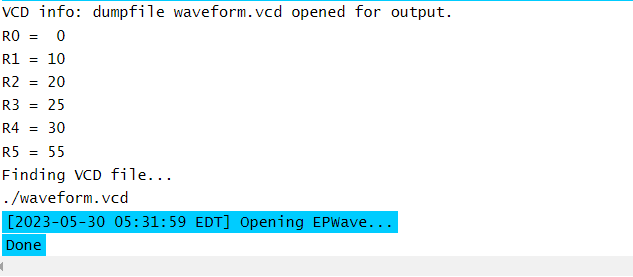 VCD info: dumpfile waveform.vcd opened for output.
R0 =  0
R1 = 10
R2 = 20
R3 = 25
R4 = 30
R5 = 55
Finding VCD file...
./waveform.vcd
[2023-05-30 05:31:59 EDT] Opening EPWave...
Done